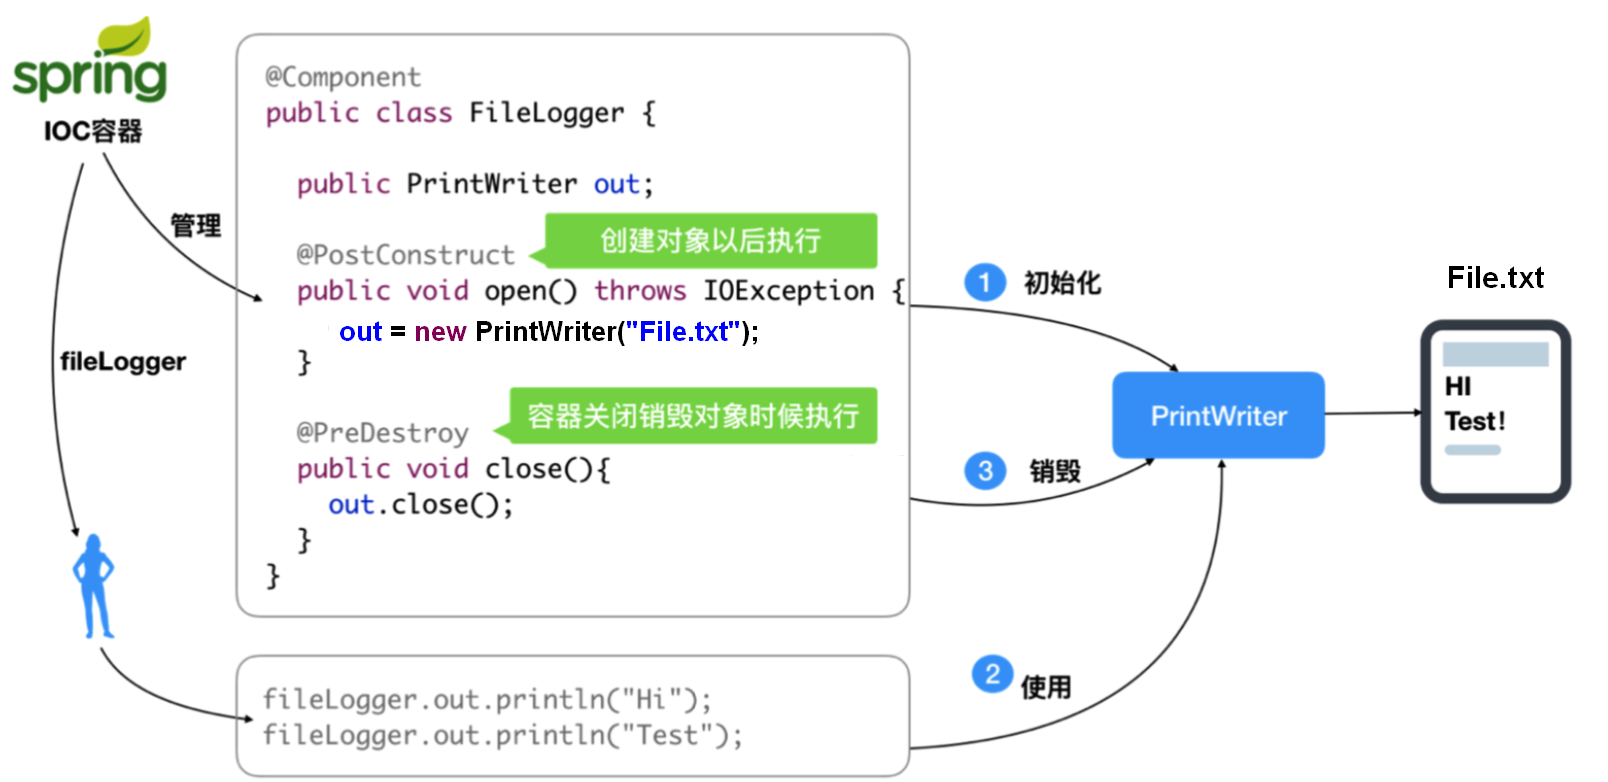 spring
IOC容器
管理
fileLogger
@Component
public class FileLogger {
public PrintWriter out;
@PostConstruct
创建对象以后执行
public void open() throws IOException {
out = new PrintWriter("File.txt");
}
@PreDestroy
容器关闭销毁对象时候执行
public void close(){
out.close();
}
}
fileLogger.out.println("Hi");
fileLogger.out.println("Test");
1 初始化
3 销毁
2 使用
PrintWriter
File.txt
HI
Test!